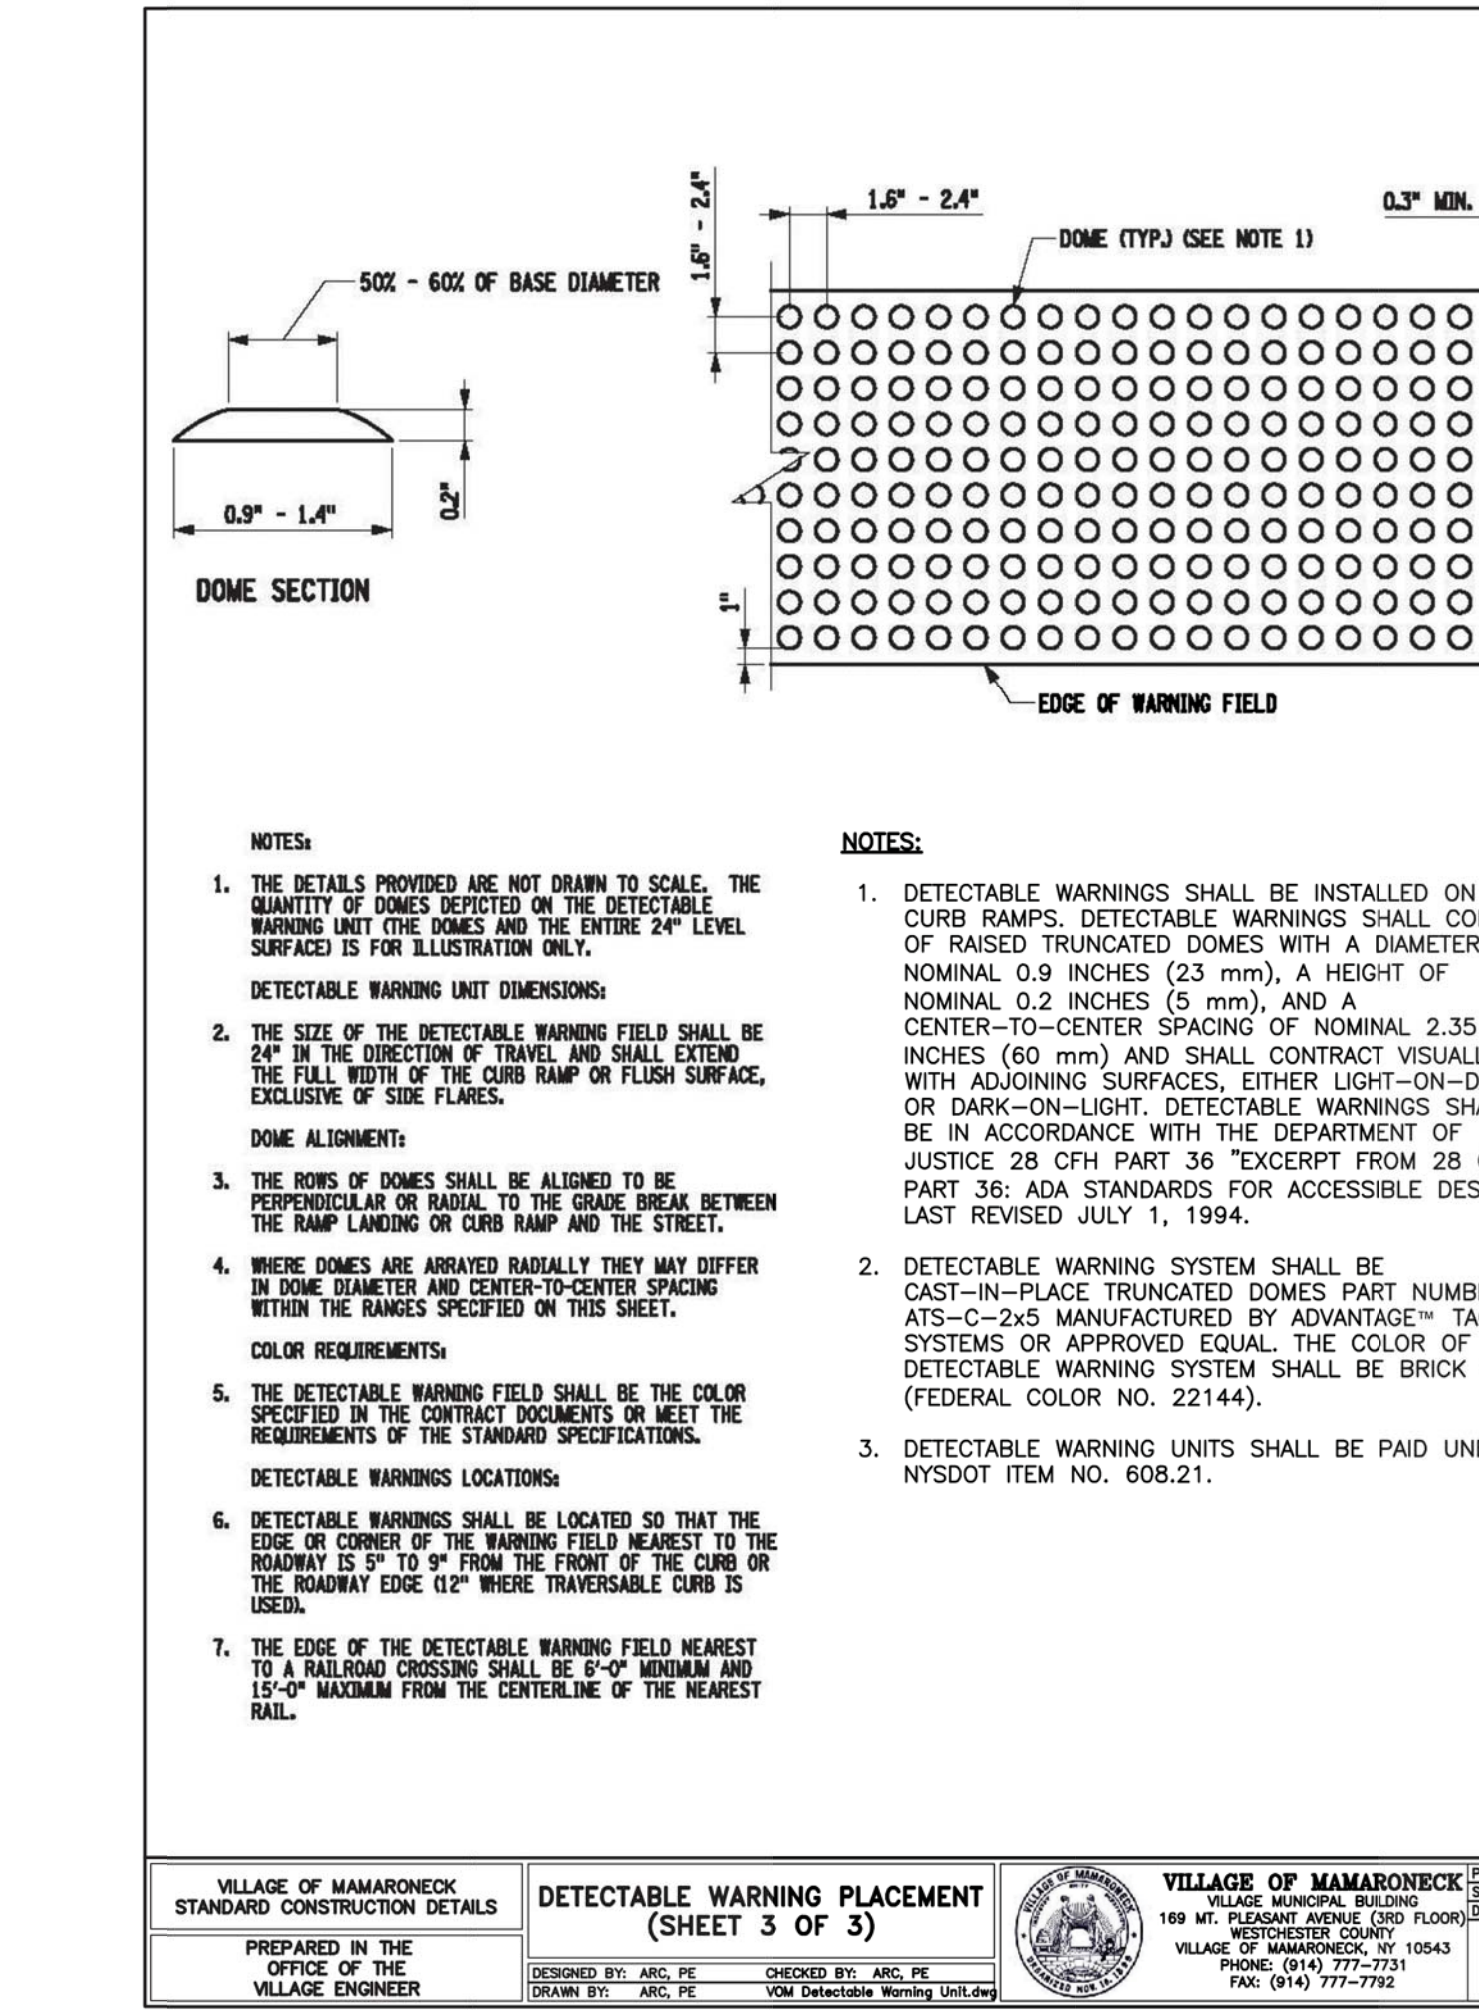 1.6" - 2.4"
1.6" - 2.4"
0.3" MIN.
DOME (TYP.) (SEE NOTE 1)
50% - 60% OF BASE DIAMETER
0.2"
0.9" - 1.4"
DOME SECTION
1"
EDGE OF WARNING FIELD
NOTES:
1. THE DETAILS PROVIDED ARE NOT DRAWN TO SCALE. THE
QUANTITY OF DOMES DEPICTED ON THE DETECTABLE
WARNING UNIT (THE DOMES AND THE ENTIRE 24" LEVEL
SURFACE) IS FOR ILLUSTRATION ONLY.
DETECTABLE WARNING UNIT DIMENSIONS:
2. THE SIZE OF THE DETECTABLE WARNING FIELD SHALL BE
24" IN THE DIRECTION OF TRAVEL AND SHALL EXTEND
THE FULL WIDTH OF THE CURB RAMP OR FLUSH SURFACE,
EXCLUSIVE OF SIDE FLARES.
DOME ALIGNMENT:
3. THE ROWS OF DOMES SHALL BE ALIGNED TO BE
PERPENDICULAR OR RADIAL TO THE GRADE BREAK BETWEEN
THE RAMP LANDING OR CURB RAMP AND THE STREET.
4. WHERE DOMES ARE ARRAYED RADIALLY THEY MAY DIFFER
IN DOME DIAMETER AND CENTER-TO-CENTER SPACING
WITHIN THE RANGES SPECIFIED ON THIS SHEET.
COLOR REQUIREMENTS:
5. THE DETECTABLE WARNING FIELD SHALL BE THE COLOR
SPECIFIED IN THE CONTRACT DOCUMENTS OR MEET THE
REQUIREMENTS OF THE STANDARD SPECIFICATIONS.
DETECTABLE WARNINGS LOCATIONS:
6. DETECTABLE WARNINGS SHALL BE LOCATED SO THAT THE
EDGE OR CORNER OF THE WARNING FIELD NEAREST TO THE
ROADWAY IS 5" TO 9" FROM THE FRONT OF THE CURB OR
THE ROADWAY EDGE (12" WHERE TRAVERSABLE CURB IS
USED).
7. THE EDGE OF THE DETECTABLE WARNING FIELD NEAREST
TO A RAILROAD CROSSING SHALL BE 6'-0" MINIMUM AND
15'-0" MAXIMUM FROM THE CENTERLINE OF THE NEAREST
RAIL.
NOTES:
1. DETECTABLE WARNINGS SHALL BE INSTALLED ON
CURB RAMPS. DETECTABLE WARNINGS SHALL
OF RAISED TRUNCATED DOMES WITH A DIAMETER
NOMINAL 0.9 INCHES (23 mm), A HEIGHT OF
NOMINAL 0.2 INCHES (5 mm), AND A
CENTER-TO-CENTER SPACING OF NOMINAL 2.35
INCHES (60 mm) AND SHALL CONTRACT
WITH ADJOINING SURFACES, EITHER
OR DARK-ON-LIGHT. DETECTABLE WARNINGS
BE IN ACCORDANCE WITH THE DEPARTMENT OF
JUSTICE 28 CFH PART 36 "EXCERPT FROM 28
PART 36: ADA STANDARDS FOR ACCESSIBLE
LAST REVISED JULY 1, 1994.
2. DETECTABLE WARNING SYSTEM SHALL BE
CAST-IN-PLACE TRUNCATED DOMES PART
ATS-C-2x5 MANUFACTURED BY ADVANTAGE™
SYSTEMS OR APPROVED EQUAL. THE COLOR OF
DETECTABLE WARNING SYSTEM SHALL BE BRICK
(FEDERAL COLOR NO. 22144).
3. DETECTABLE WARNING UNITS SHALL BE PAID
NYSDOT ITEM NO. 608.21.
VILLAGE OF MAMARONECK
STANDARD CONSTRUCTION DETAILS
PREPARED IN THE
OFFICE OF THE
VILLAGE ENGINEER
DETECTABLE WARNING PLACEMENT
(SHEET 3 OF 3)
DESIGNED BY: ARC, PE CHECKED BY: ARC, PE
DRAWN BY: ARC, PE VOM Detectable Warning Unit.dwg
VILLAGE OF MAMARONECK
ORGANIZED NOV.
VILLAGE OF MAMARONECK
VILLAGE MUNICIPAL BUILDING
169 MT. PLEASANT AVENUE (3RD FLOOR)
WESTCHESTER COUNTY
VILLAGE OF MAMARONECK, NY 10543
PHONE: (914) 777-7731
FAX: (914) 777-7792